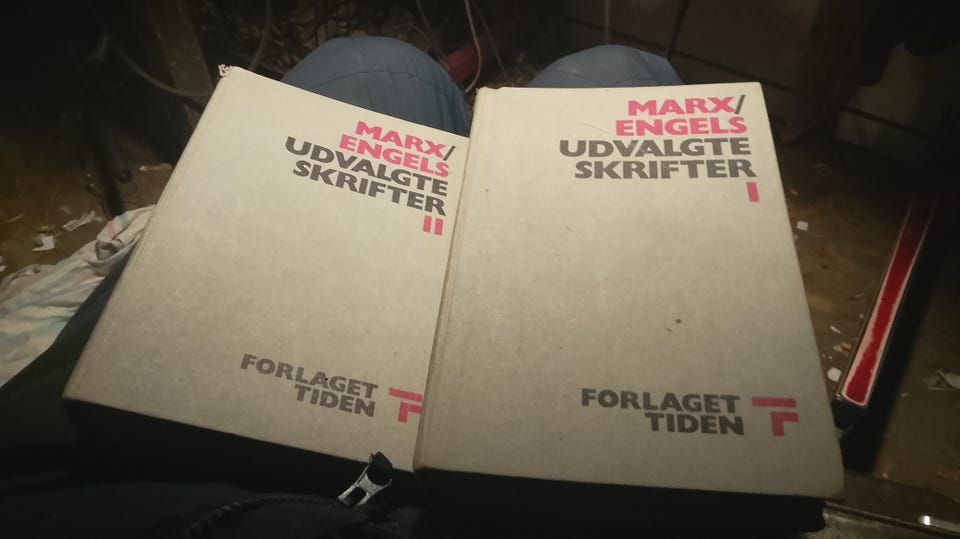 MARX/
ENGELS
UDVALGTE
SKRIFTER
II
FORLAGET
TIDEN
MARX/
ENGELS
UDVALGTE
SKRIFTER
I
FORLAGET
TIDEN